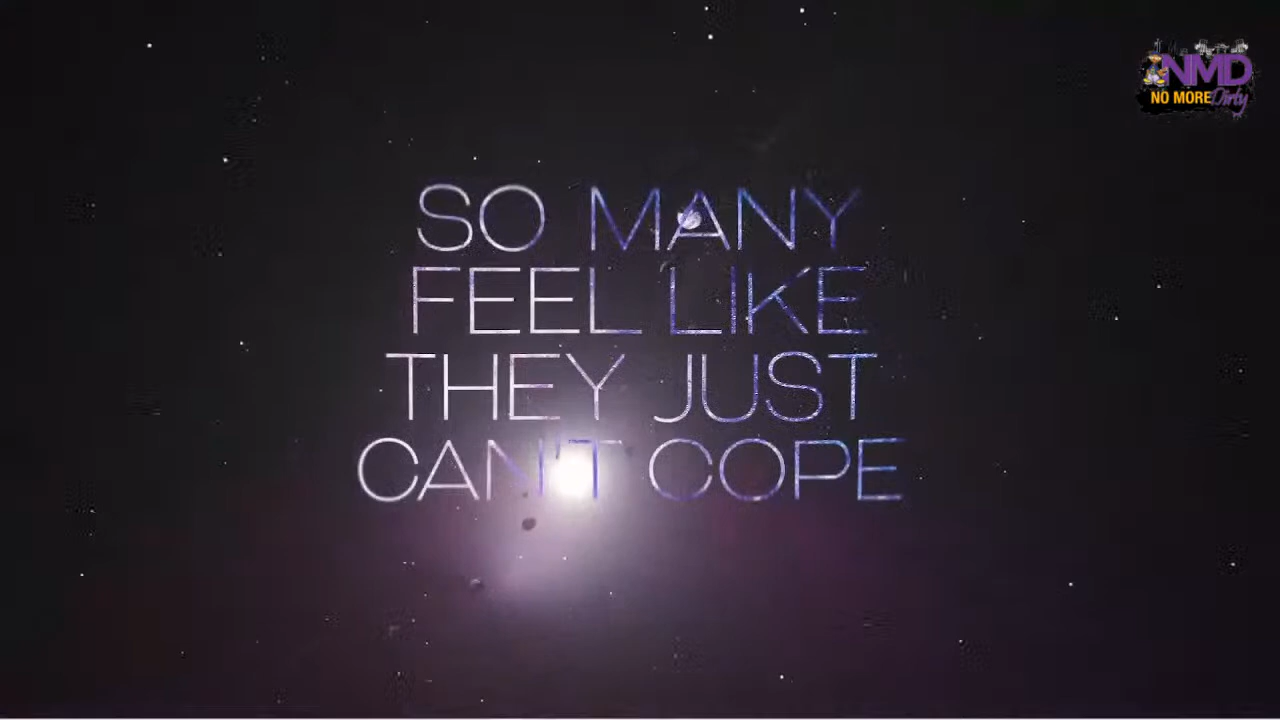 NMD
NO MORE Dirty
SO MANY
FEEL LIKE
THEY JUST
CAN'T COPE